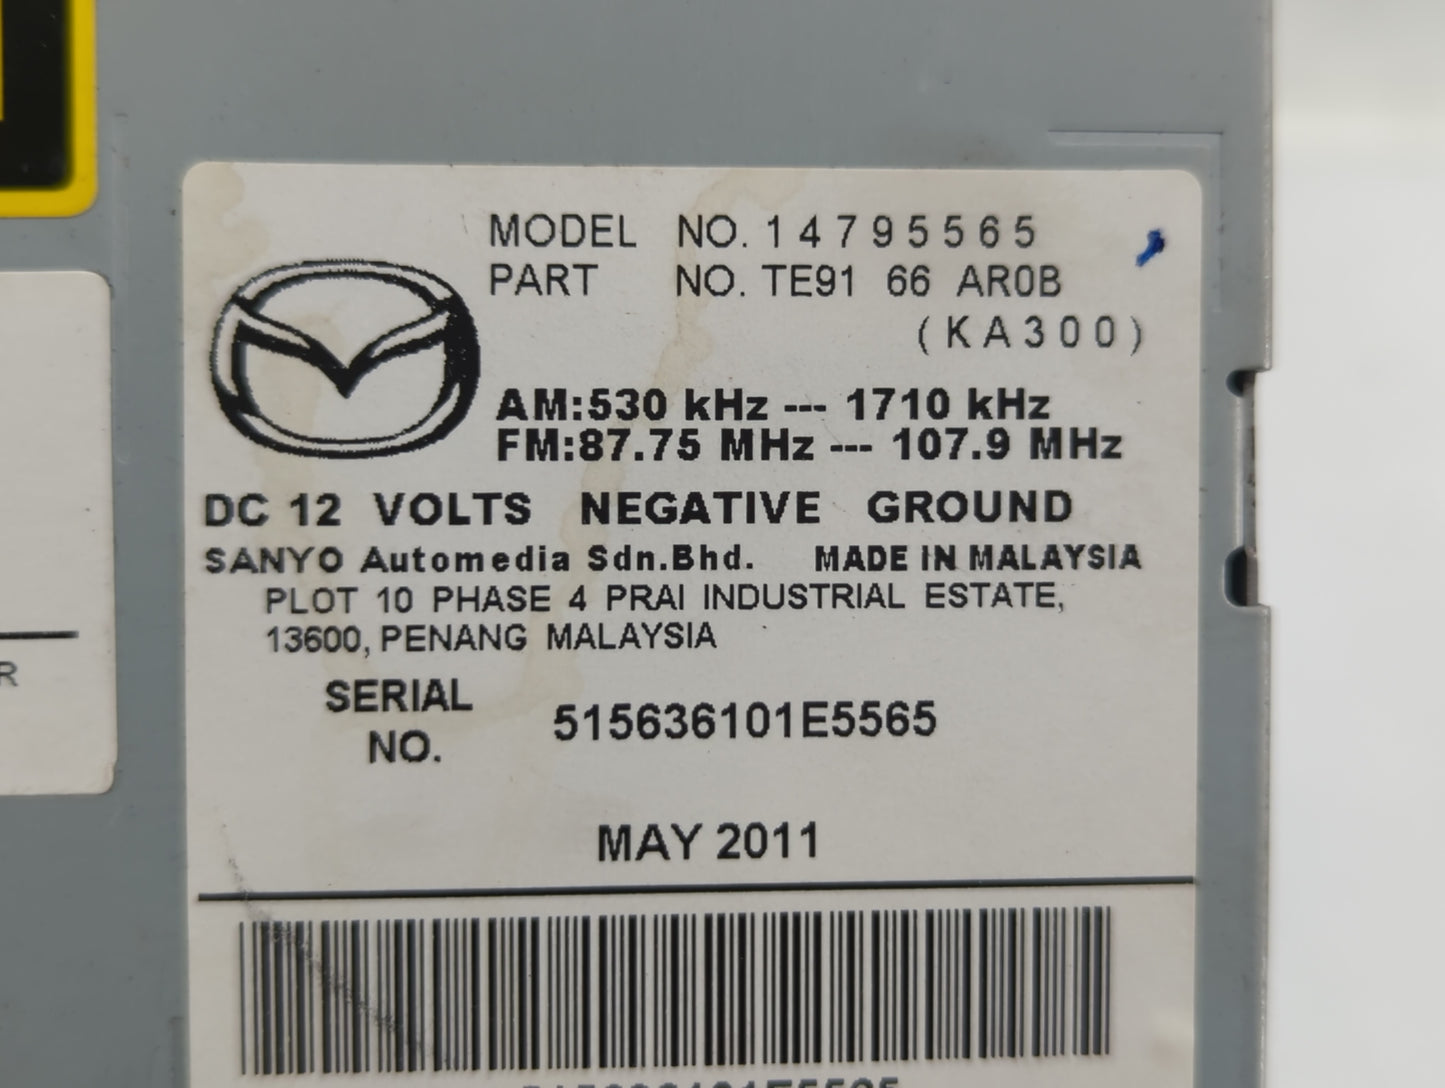 MODEL NO. 14795565
PART NO. TE91 66 AR0B
(KA300)
AM:530 kHz --- 1710 kHz
FM:87.75 MHz --- 107.9 MHz
DC 12 VOLTS NEGATIVE GROUND
SANYO Automedia Sdn.Bhd. MADE IN MALAYSIA
PLOT 10 PHASE 4 PRAI INDUSTRIAL ESTATE,
13600, PENANG MALAYSIA
R
SERIAL
NO. 515636101E5565
MAY 2011